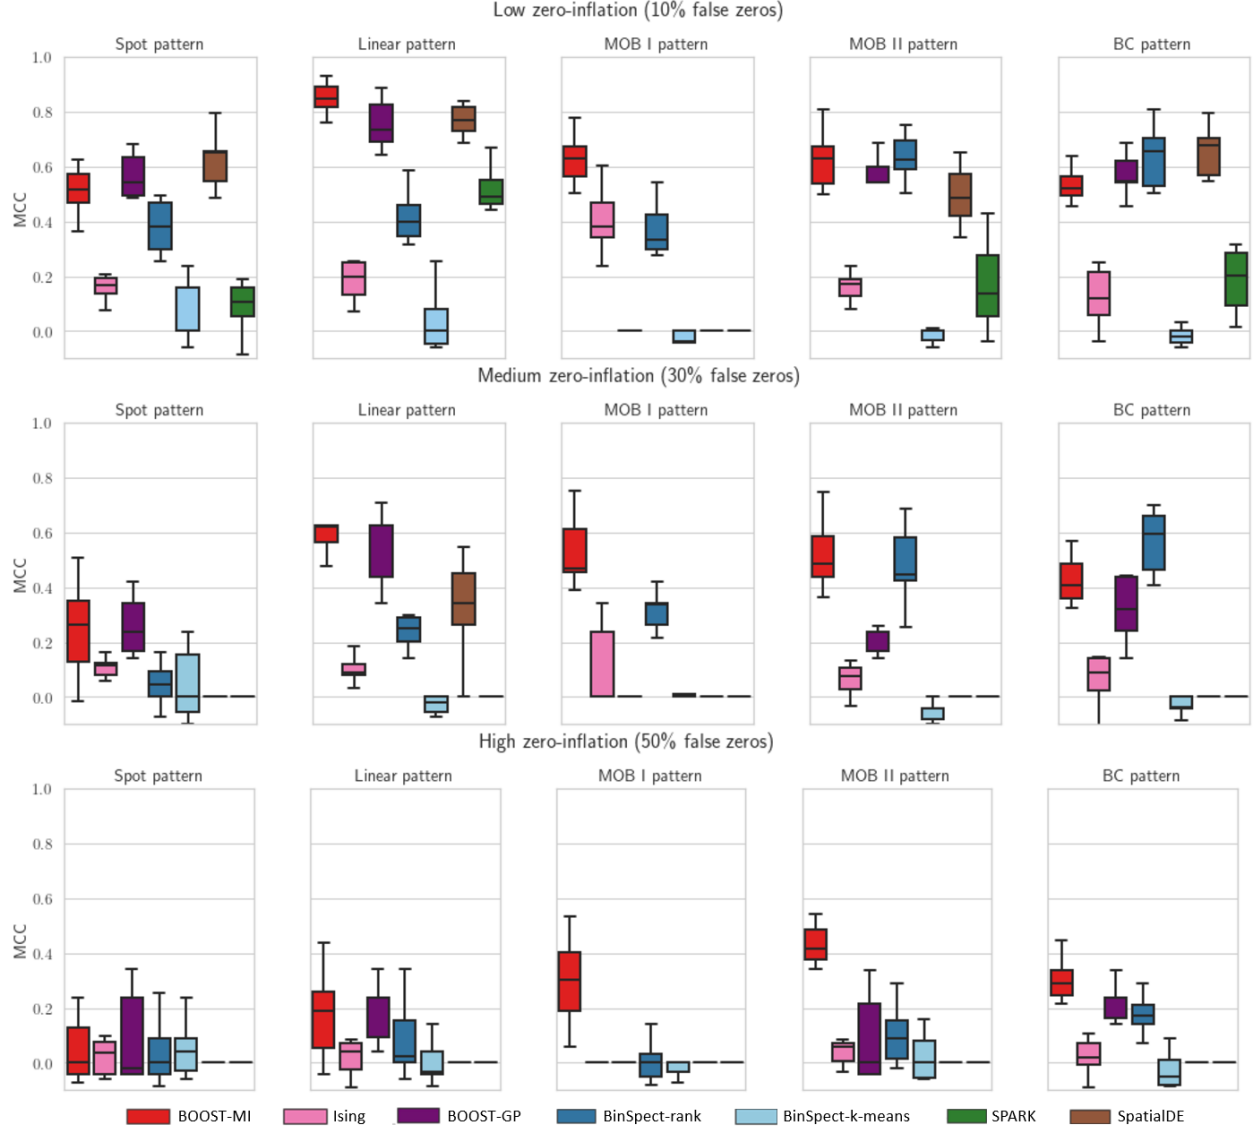 Low zero-inflation (10% false zeros)
Spot pattern
Linear pattern
MOB I pattern
MOB II pattern
BC pattern
MCC
1.0
0.8
0.6
0.4
0.2
0.0
Medium zero-inflation (30% false zeros)
Spot pattern
Linear pattern
MOB I pattern
MOB II pattern
BC pattern
MCC
1.0
0.8
0.6
0.4
0.2
0.0
High zero-inflation (50% false zeros)
Spot pattern
Linear pattern
MOB I pattern
MOB II pattern
BC pattern
MCC
1.0
0.8
0.6
0.4
0.2
0.0
BOOST-MI
Ising
BOOST-GP
BinSpect-rank
BinSpect-k-means
SPARK
SpatialDE